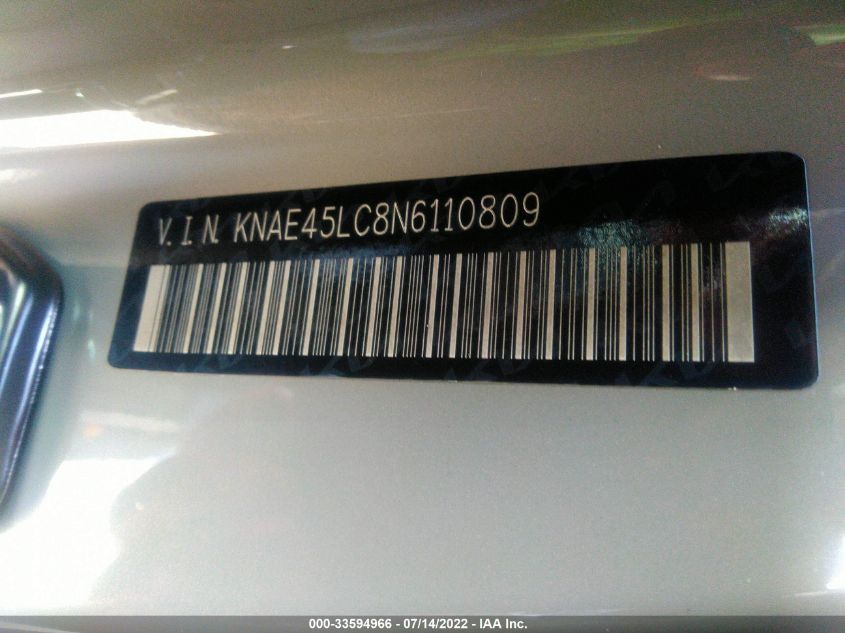 V. I. N. KNAE45LC8N6110809
000-33594966 - 07/14/2022 - IAA Inc.